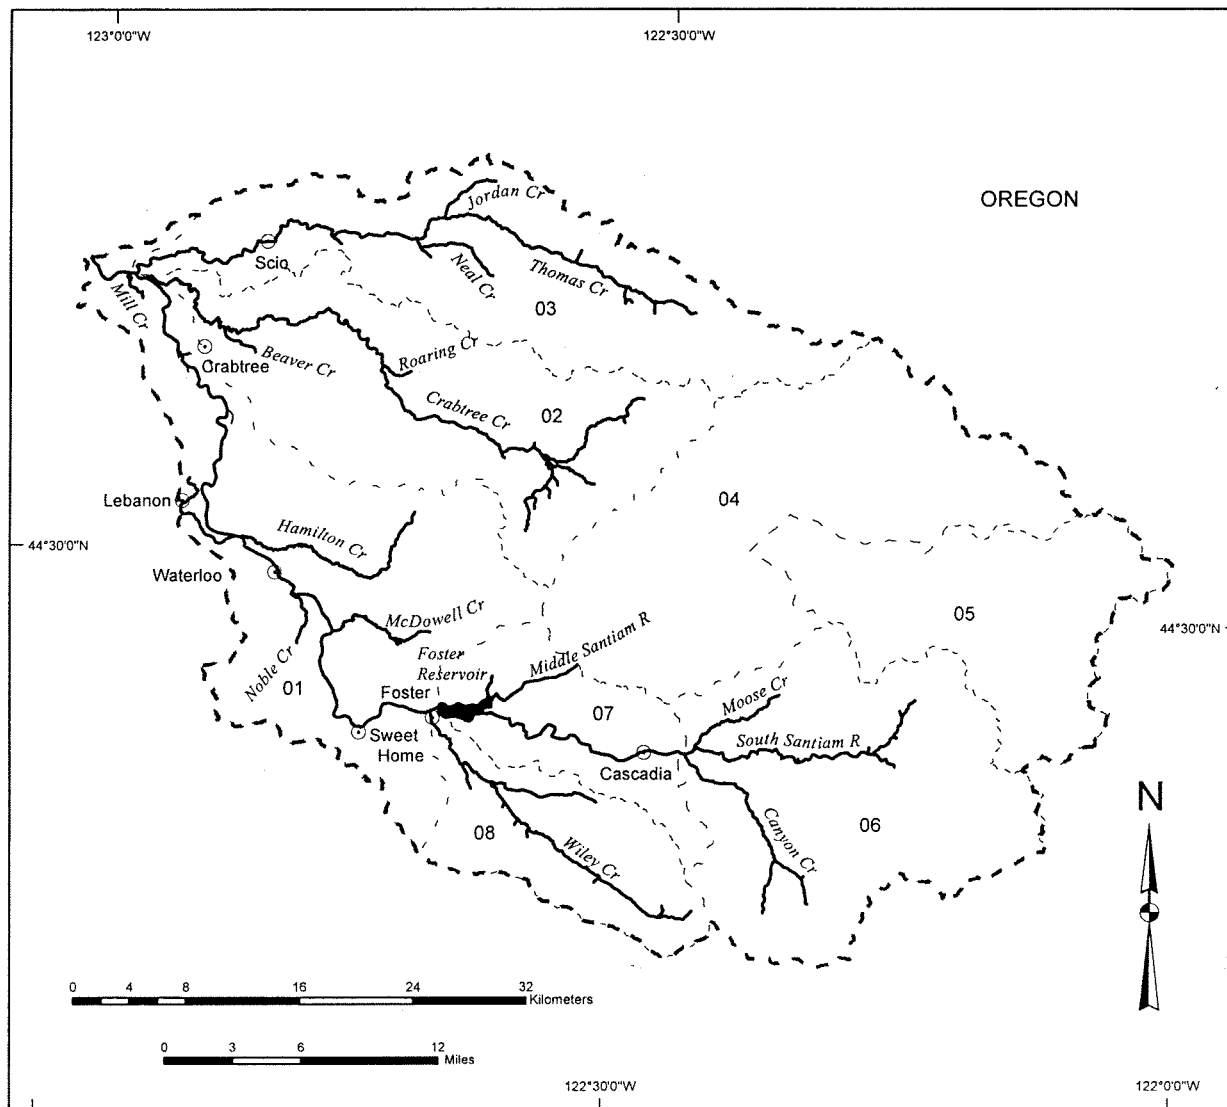 123°0'0"W
122°30'0"W
OREGON
Jordan Cr
Scio
Neal Cr
Thomas Cr
03
Mill Cr
Crabtree
Beaver Cr
Roaring Cr
Crabtree Cr
02
04
Lebanon
Hamilton Cr
44°30'0"N
Waterloo
05
McDowell Cr
44°30'0"N
Noble Cr
01
Foster
Reservoir
Middle Santiam R
Foster
Moose Cr
07
South Santiam R
Sweet
Home
Cascadia
N
08
Wiley Cr
Canyon Cr
06
0 4 8 16 24 32
Kilometers
0 3 6 12
Miles
122°30'0"W
122°0'0"W